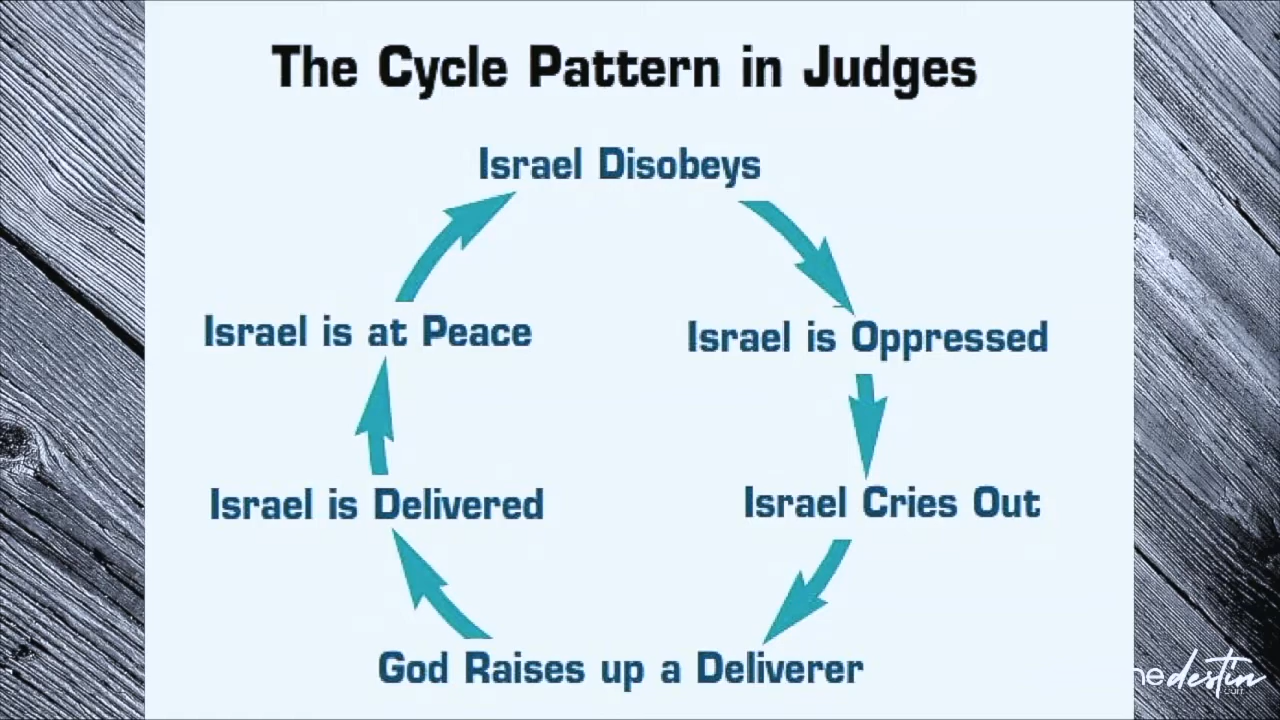 The Cycle Pattern in Judges
Israel Disobeys
Israel is Oppressed
Israel Cries Out
God Raises up a Deliverer
Israel is Delivered
Israel is at Peace
destin